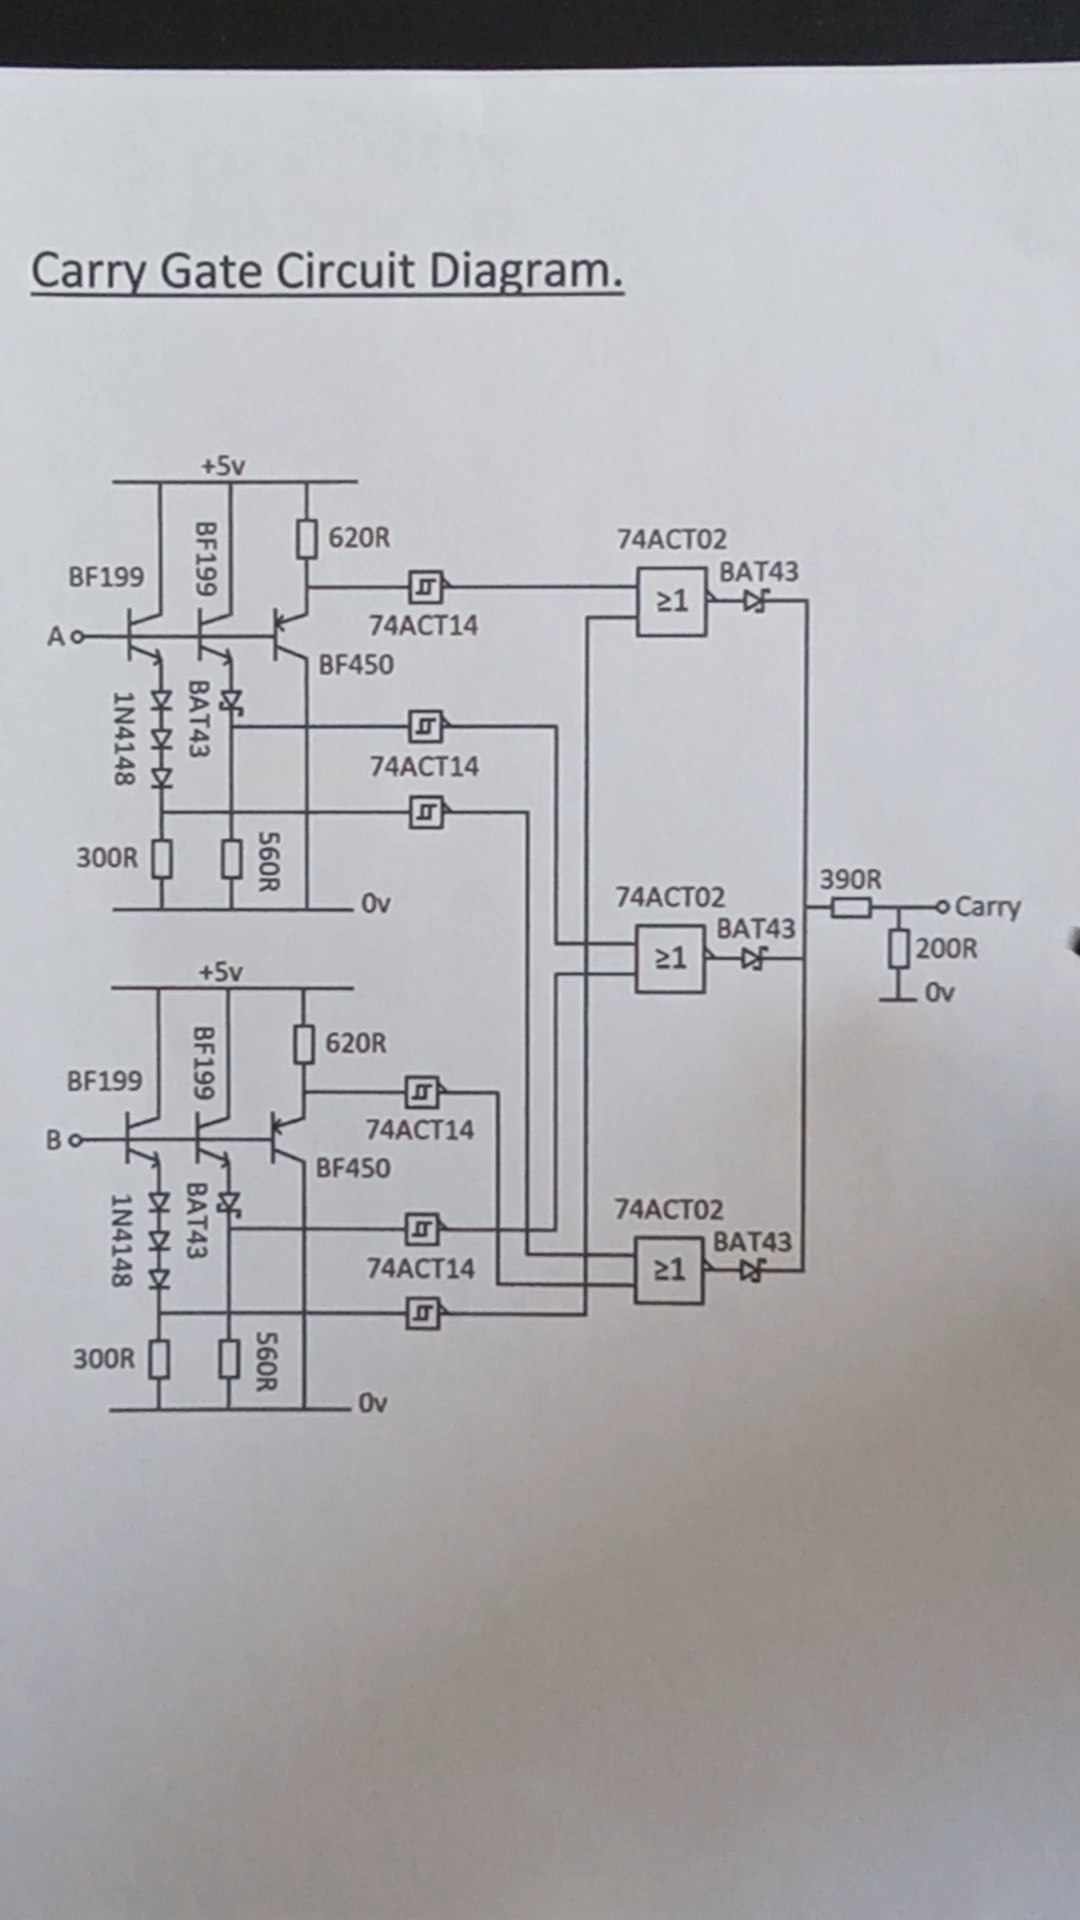 Carry Gate Circuit Diagram.
+5v
BF199
620R
74ACT02
BAT43
BF199
≥1
74ACT14
A
BF450
1N4148
BAT43
74ACT14
300R
560R
390R
0v
74ACT02
Carry
BAT43
200R
≥1
+5v
0v
BF199
620R
BF199
74ACT14
B
BF450
1N4148
BAT43
74ACT02
BAT43
74ACT14
≥1
300R
560R
0v